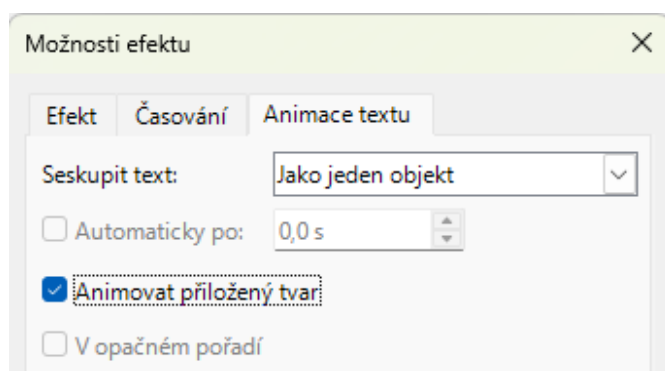 Možnosti efektu
Efekt Časování Animace textu
Seskupit text: Jako jeden objekt
Automaticky po: 0,0 s
Animovat přiložený tvar
V opačném pořadí